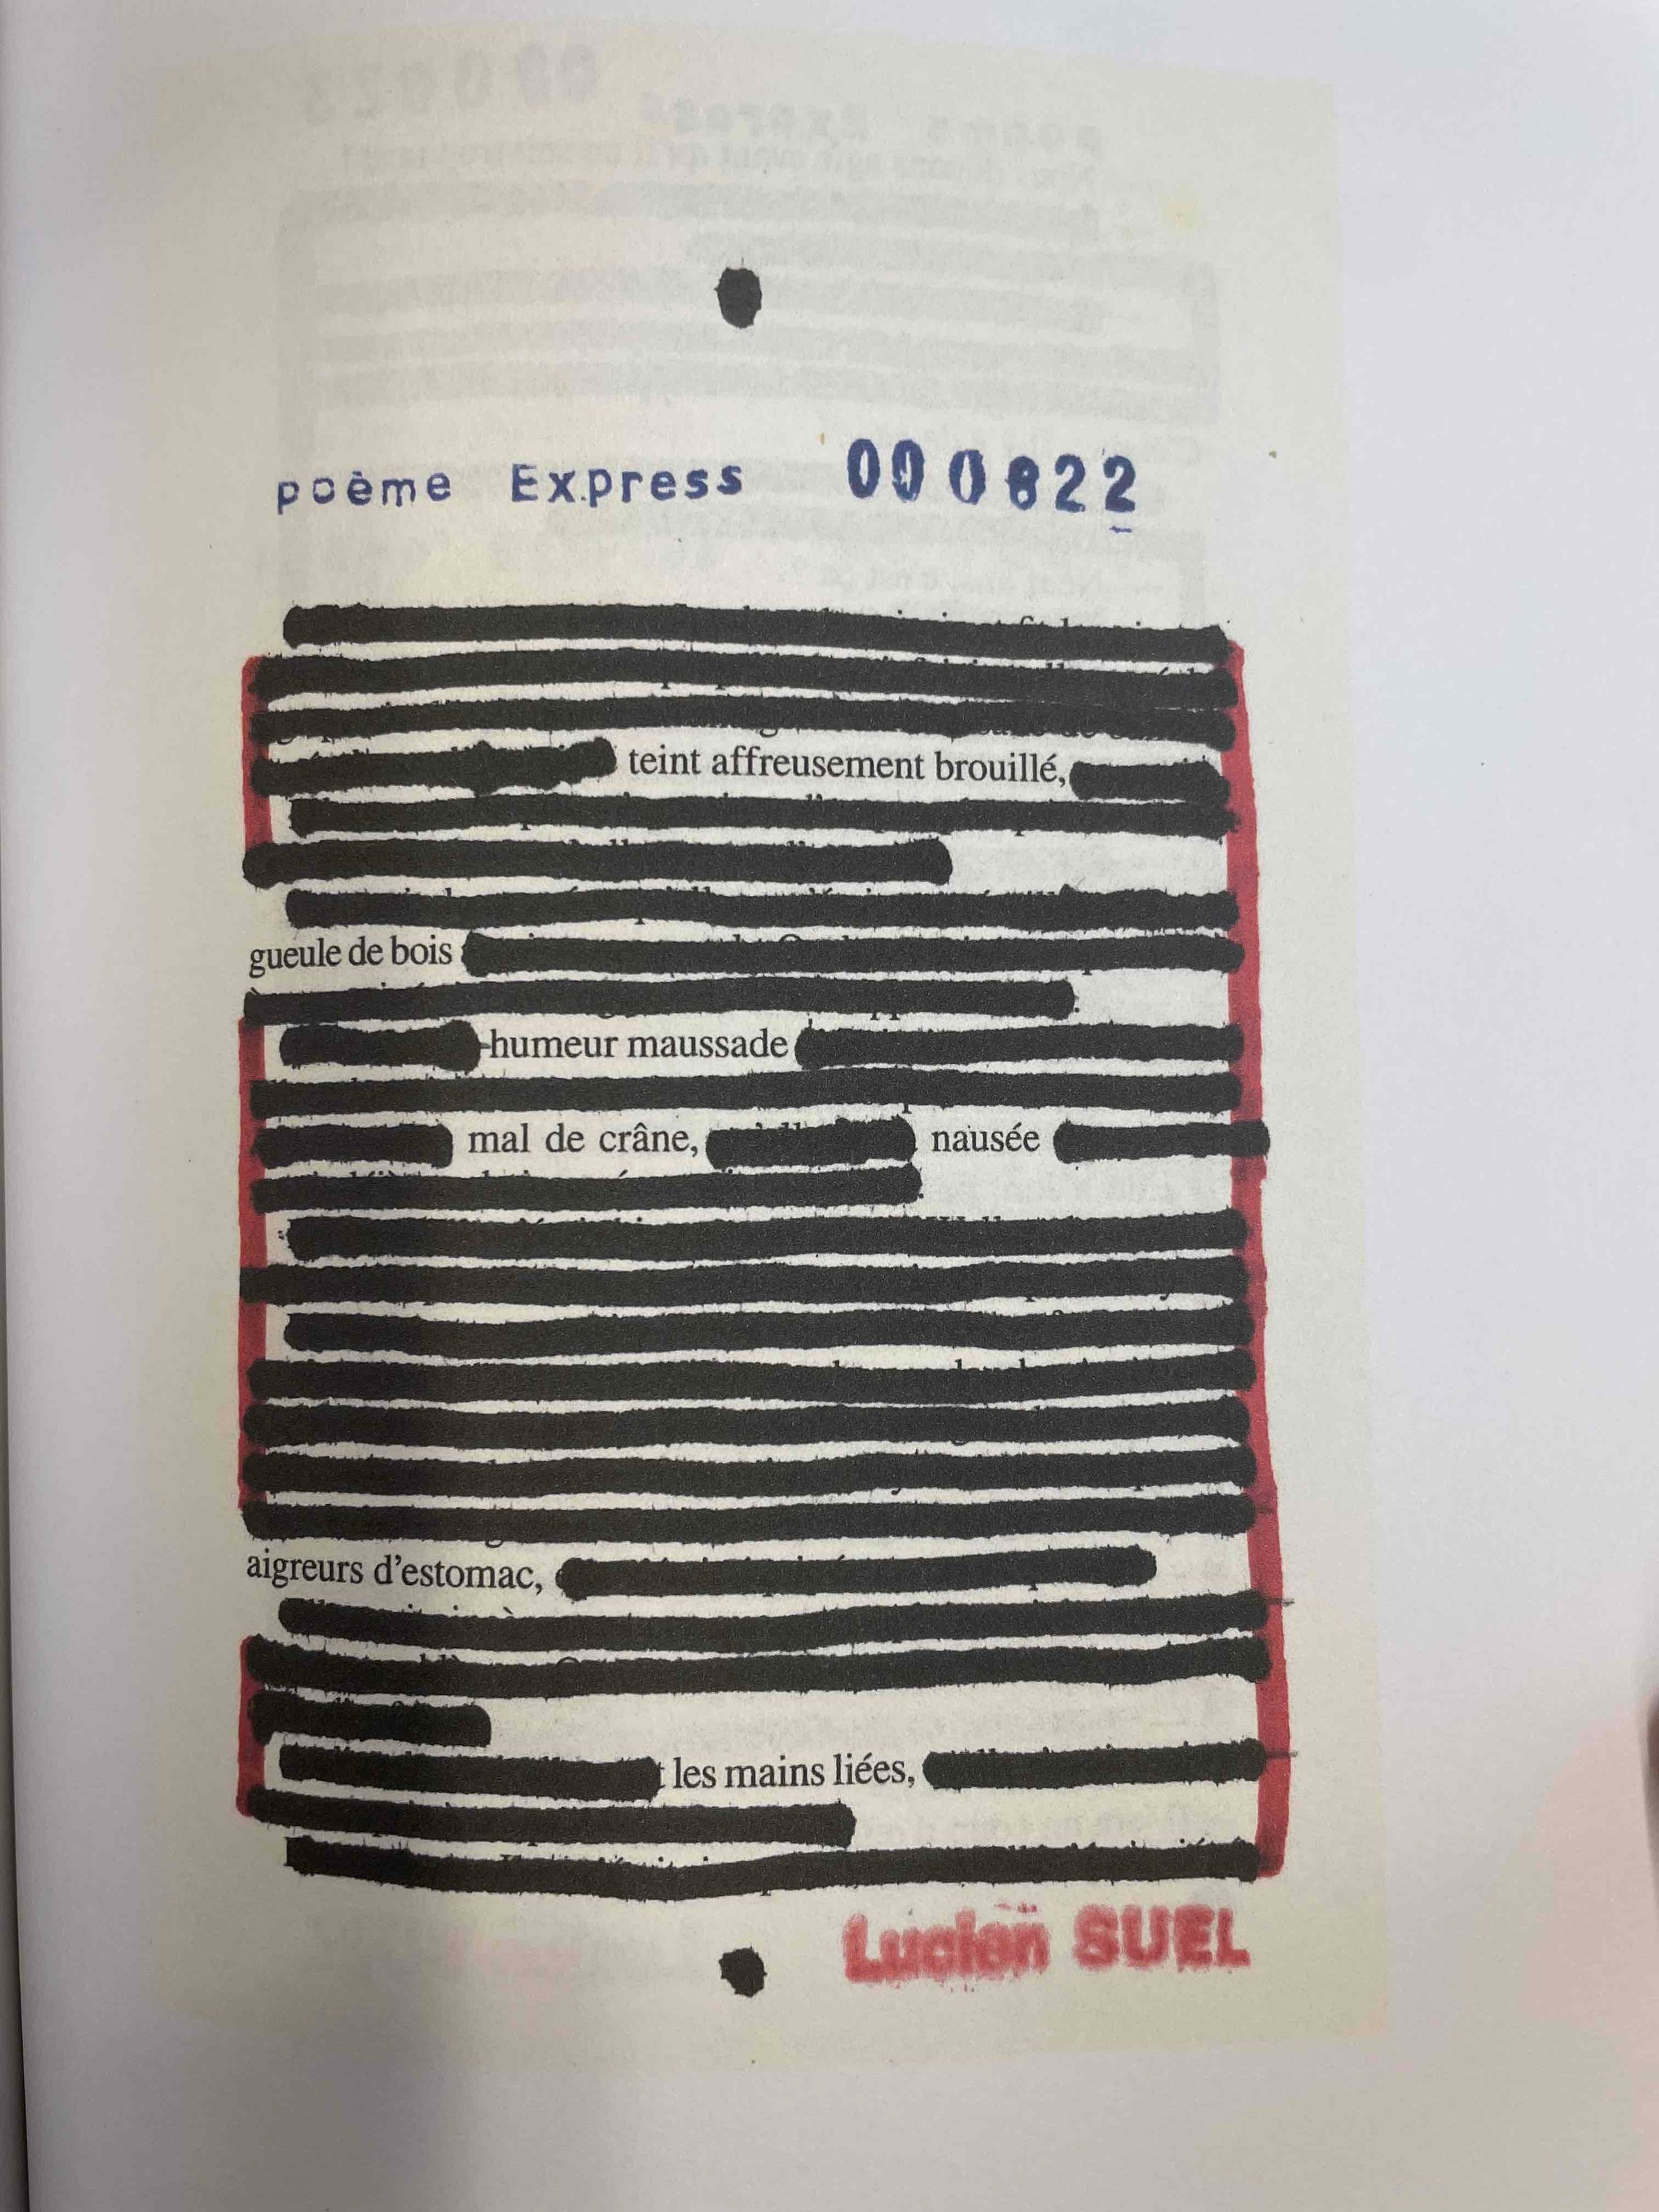 poème Express 000822
teint affreusement brouillé,
gueule de bois
humeur maussade
mal de crâne, nausée
aigreurs d'estomac,
les mains liées,
Lucien SUEL